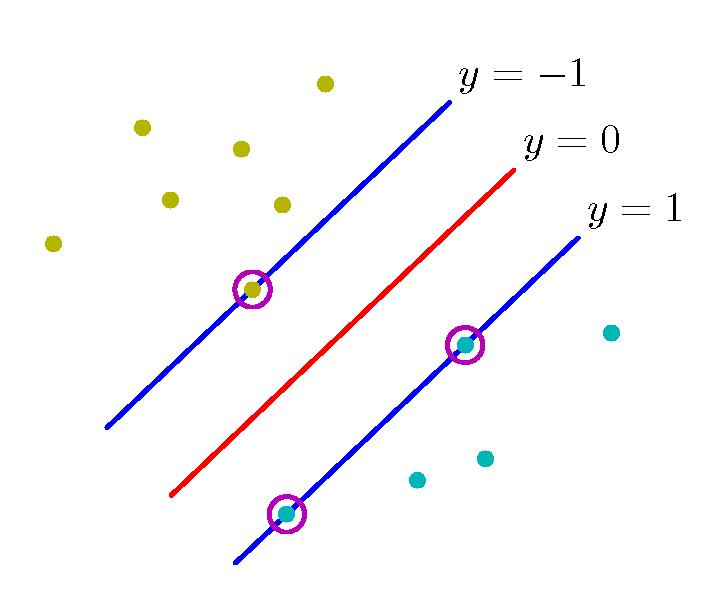 y = −1
y = 0
y = 1